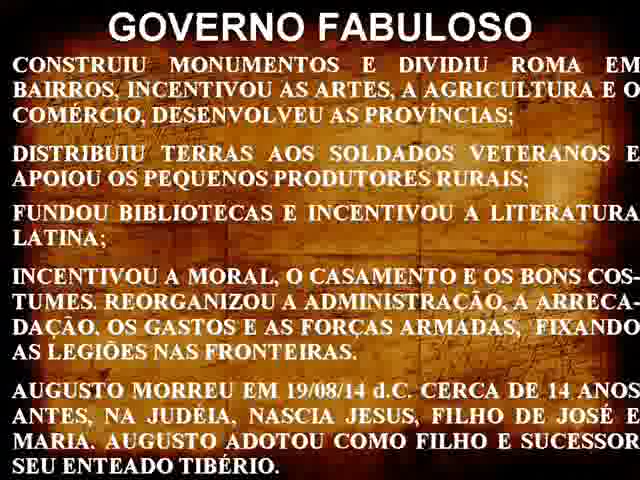 GOVERNO FABULOSO
CONSTRUIU MONUMENTOS E DIVIDIU ROMA EM
BAIRROS, INCENTIVOU AS ARTES, A AGRICULTURA E O
COMÉRCIO, DESENVOLVEU AS PROVÍNCIAS;
DISTRIBUIU TERRAS AOS SOLDADOS VETERANOS E
APOIOU OS PEQUENOS PRODUTORES RURAIS;
FUNDOU BIBLIOTECAS E INCENTIVOU A LITERATURA
LATINA;
INCENTIVOU A MORAL, O CASAMENTO E OS BONS COS-
TUMES. REORGANIZOU A ADMINISTRAÇÃO, A ARRECA-
DAÇÃO, OS GASTOS E AS FORÇAS ARMADAS, FIXANDO
AS LEGIÕES NAS FRONTEIRAS.
AUGUSTO MORREU EM 19/08/14 d.C. CERCA DE 14 ANOS
ANTES, NA JUDÉIA, NASCIA JESUS, FILHO DE JOSÉ E
MARIA. AUGUSTO ADOTOU COMO FILHO E SUCESSOR
SEU ENTEADO TIBÉRIO.